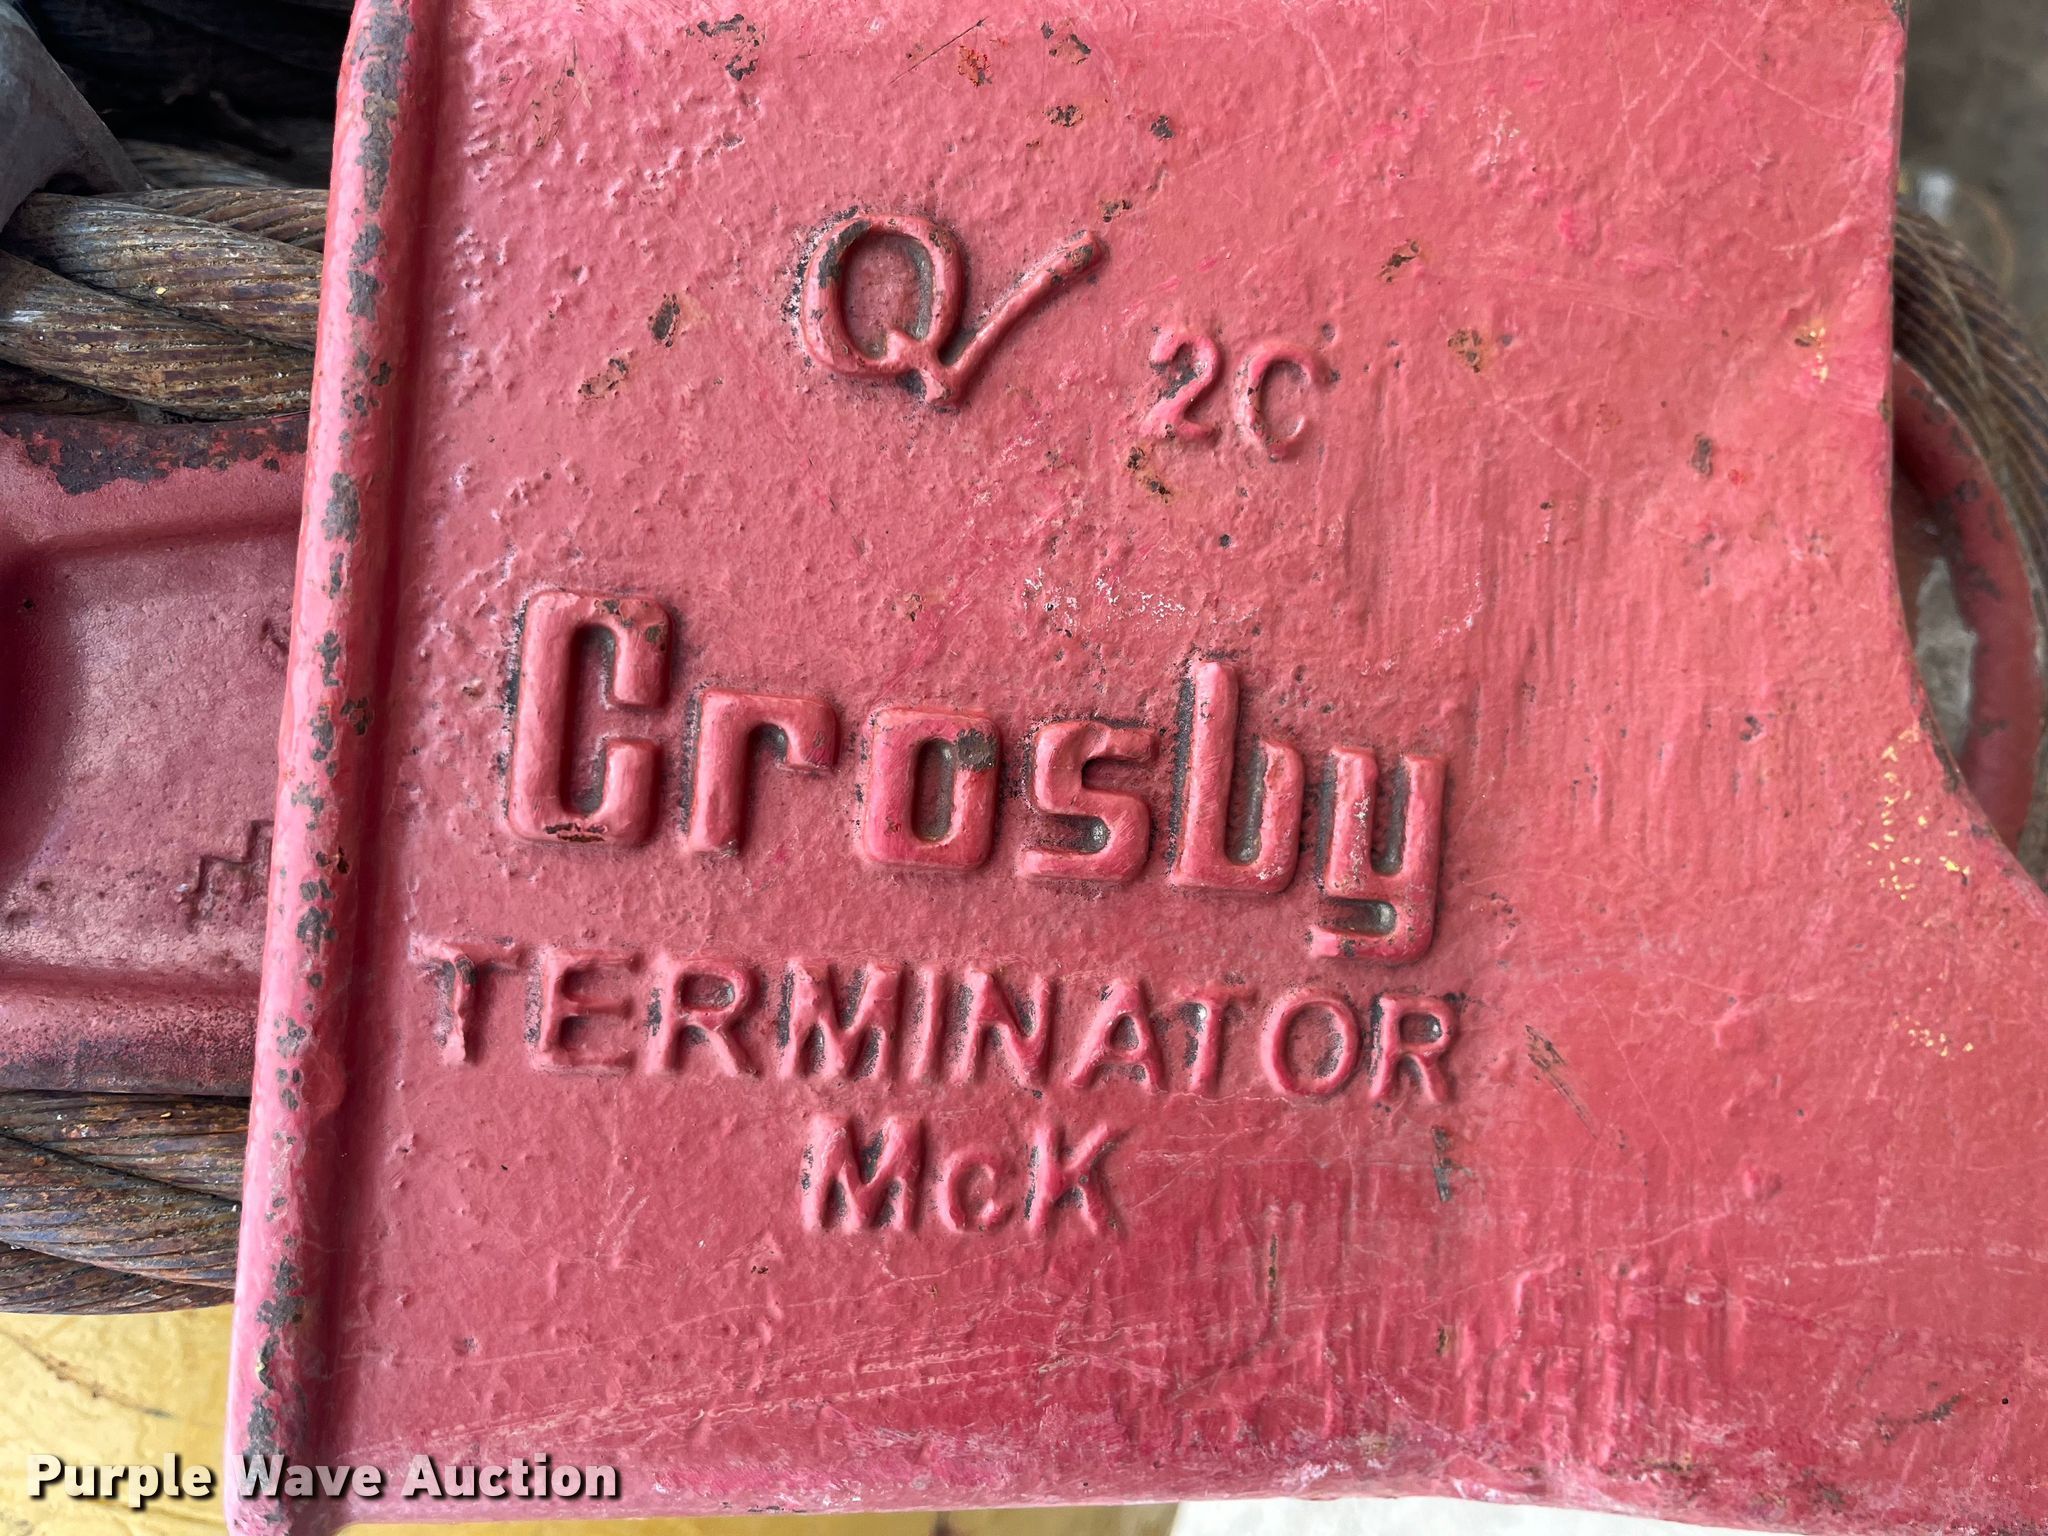 Q
2C
Crosby
TERMINATOR
McK
Purple Wave Auction